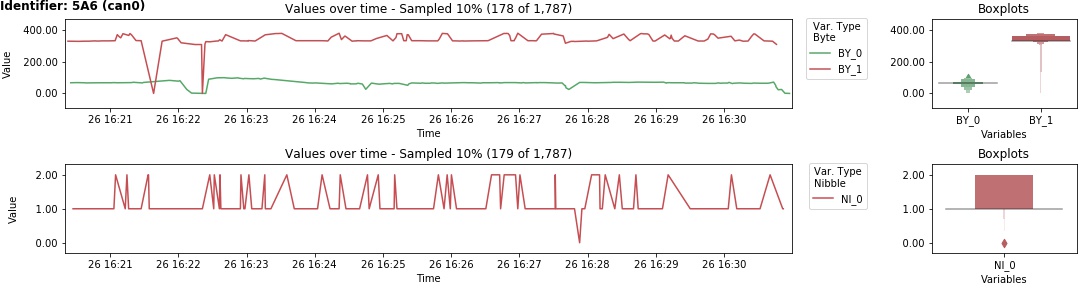 Identifier: 5A6 (can0)
Values over time - Sampled 10% (178 of 1,787)
Boxplots
Value
400.00
200.00
0.00
26 16:21 26 16:22 26 16:23 26 16:24 26 16:25 26 16:26 26 16:27 26 16:28 26 16:29 26 16:30
Time
Var. Type
Byte
BY_0
BY_1
400.00
200.00
0.00
BY_0 BY_1
Variables
Values over time - Sampled 10% (179 of 1,787)
Boxplots
Value
2.00
1.00
0.00
26 16:21 26 16:22 26 16:23 26 16:24 26 16:25 26 16:26 26 16:27 26 16:28 26 16:29 26 16:30
Time
Var. Type
Nibble
NI_0
2.00
1.00
0.00
NI_0
Variables